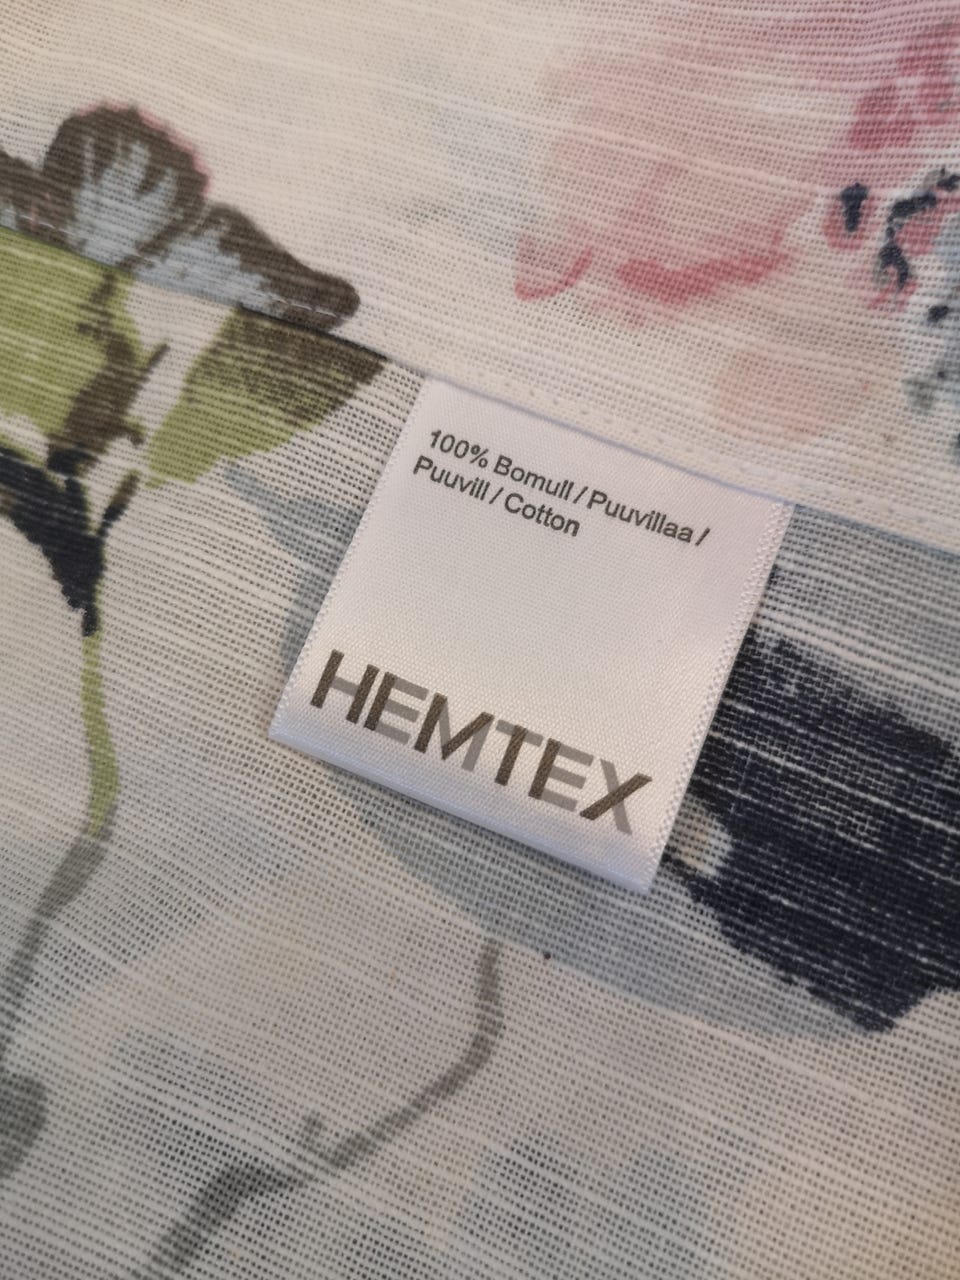 100% Bomull / Puuvillaa /
Puuvill / Cotton
HEMTEX